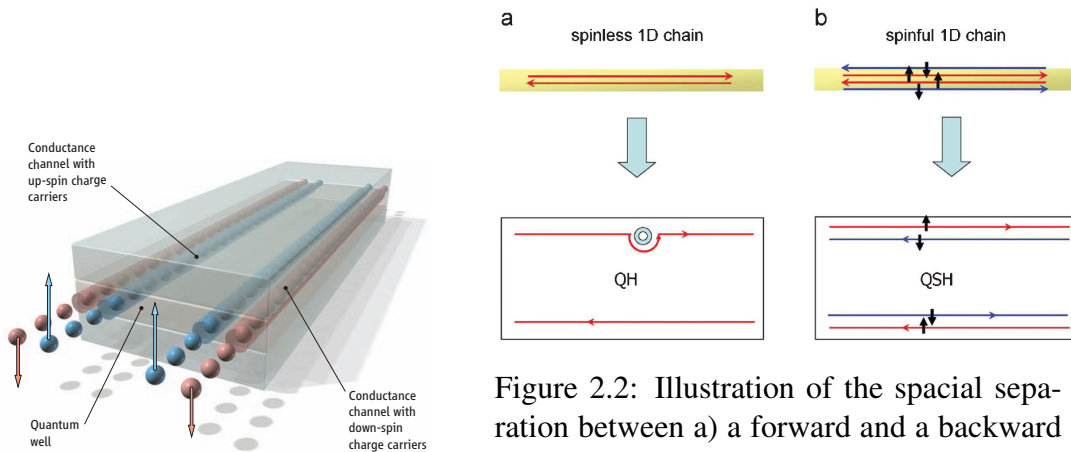 Conductance
channel with
up-spin charge
carriers
Quantum
well
Conductance
channel with
down-spin
charge carriers
a
spinless 1D chain
QH
b
spinful 1D chain
QSH
Figure 2.2: Illustration of the spacial sepa-
ration between a) a forward and a backward